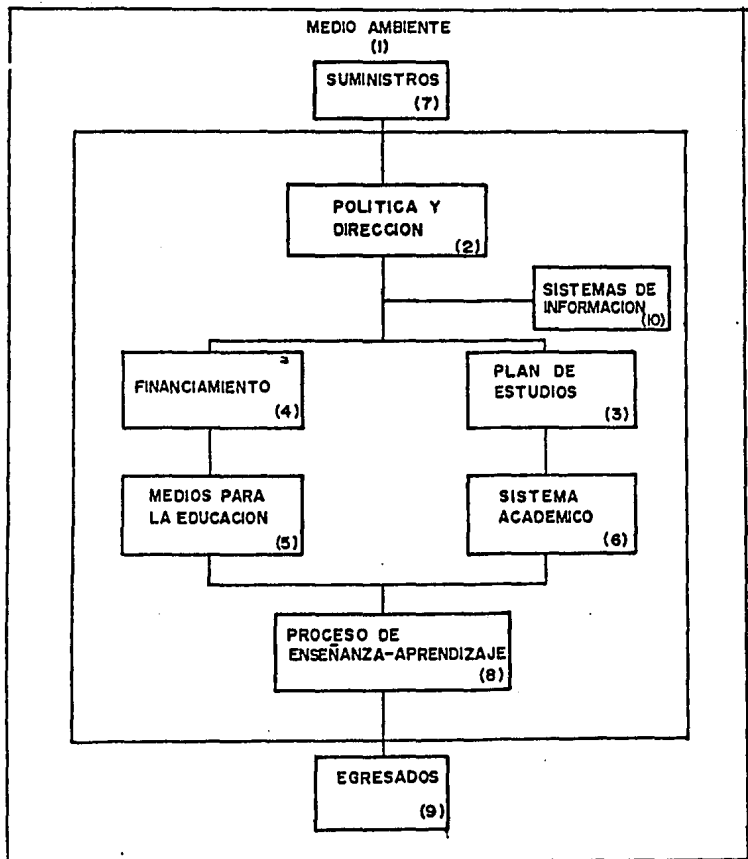 MEDIO AMBIENTE
(1)
SUMINISTROS
(7)
POLITICA Y
DIRECCION
(2)
SISTEMAS DE
INFORMACION
(10)
FINANCIAMIENTO
(4)
PLAN DE
ESTUDIOS
(3)
MEDIOS PARA
LA EDUCACION
(5)
SISTEMA
ACADEMICO
(6)
PROCESO DE
ENSEÑANZA-APRENDIZAJE
(8)
EGRESADOS
(9)